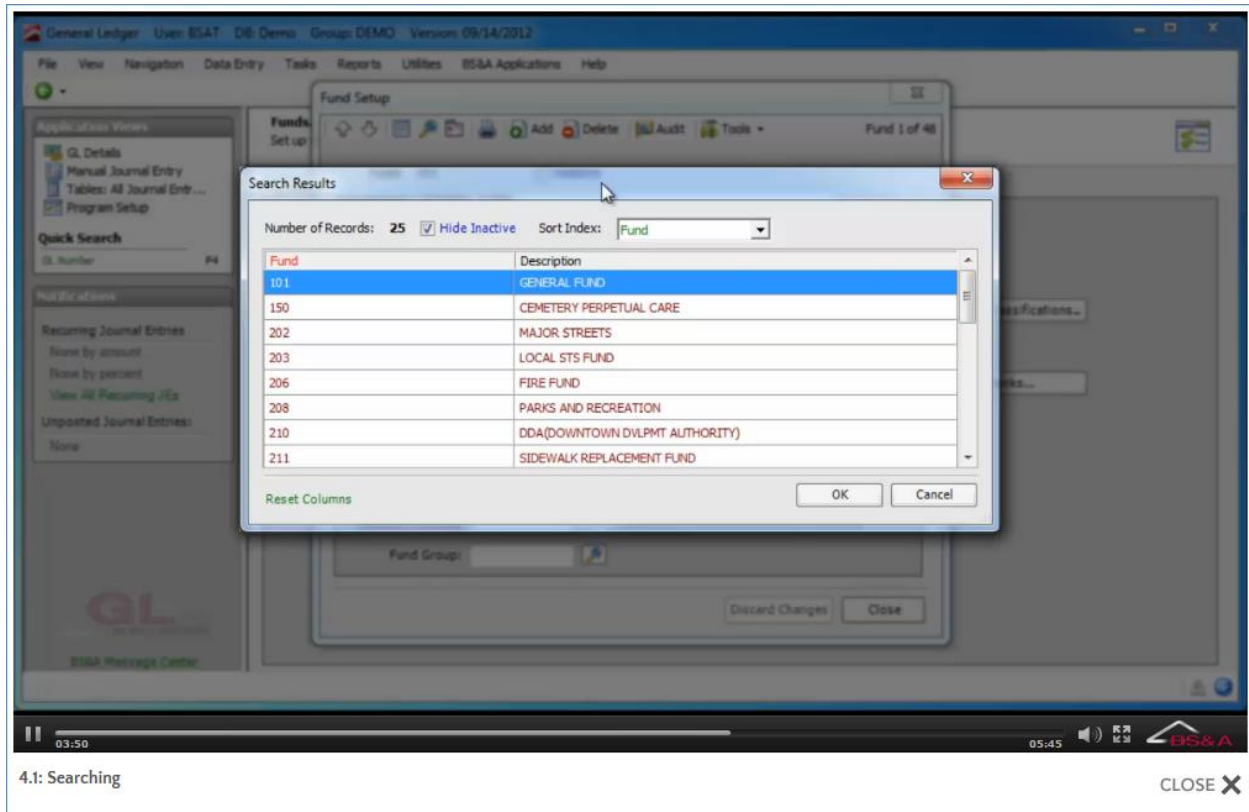 General Ledger User: BSAT DB: Demo Group: DEMO Version: 09/14/2012
File View Navigation Data Entry Tasks Reports Utilities BS&A Applications Help
Fund Setup
Application Views
GL Details
Manual Journal Entry
Tables: All Journal Entr...
Program Setup
Quick Search
GL Number F4
Notifications
Recurring Journal Entries
None by amount
None by percent
View All Recurring JEs
Unposted Journal Entries:
None
GL
BS&A Message Center
Funds
Set up
Add Delete Audit Tools Fund 1 of 48
Search Results
Number of Records: 25 Hide Inactive Sort Index: Fund
Fund Description
101 GENERAL FUND
150 CEMETERY PERPETUAL CARE
202 MAJOR STREETS
203 LOCAL STS FUND
206 FIRE FUND
208 PARKS AND RECREATION
210 DDA(DOWNTOWN DVLPMT AUTHORITY)
211 SIDEWALK REPLACEMENT FUND
Reset Columns OK Cancel
Fund Group:
Discard Changes Close
03:50 05:45 BS&A
4.1: Searching CLOSE X